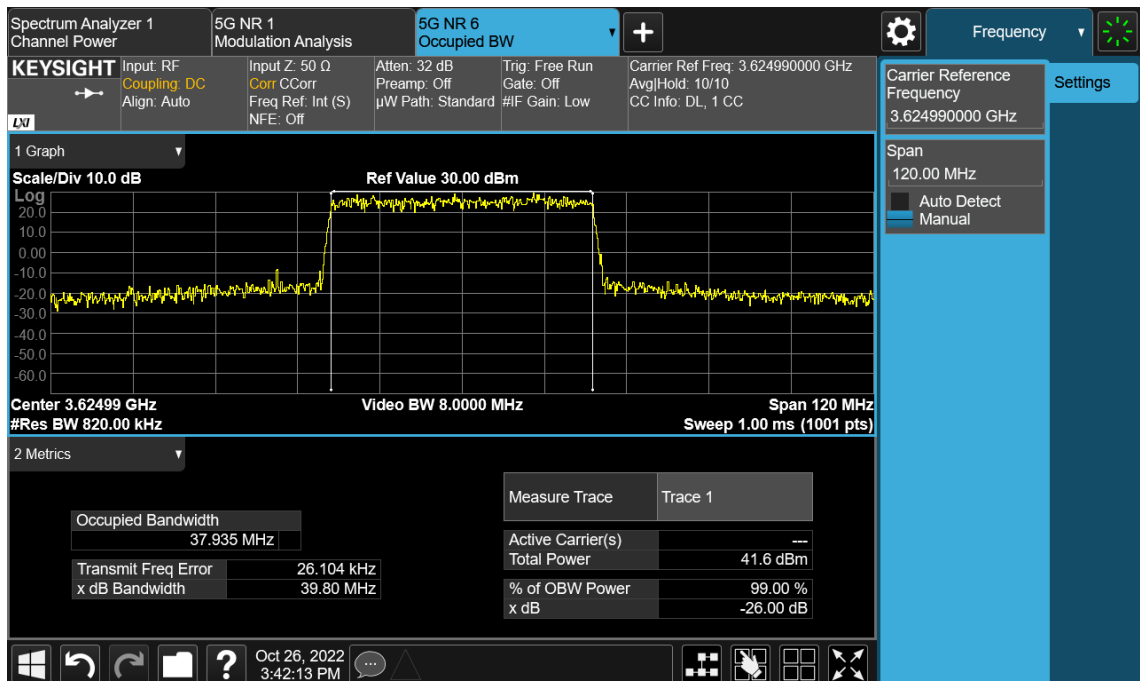 Spectrum Analyzer 1
Channel Power
5G NR 1
Modulation Analysis
5G NR 6
Occupied BW
Frequency
KEYSIGHT
LXI
Input: RF
Coupling: DC
Align: Auto
Input Z: 50 Ω
Corr CCorr
Freq Ref: Int (S)
NFE: Off
Atten: 32 dB
Preamp: Off
µW Path: Standard
Trig: Free Run
Gate: Off
#IF Gain: Low
Carrier Ref Freq: 3.624990000 GHz
Avg|Hold: 10/10
CC Info: DL, 1 CC
Carrier Reference
Frequency
3.624990000 GHz
Settings
Span
120.00 MHz
Auto Detect
Manual
1 Graph
Scale/Div 10.0 dB
Ref Value 30.00 dBm
Log
20.0
10.0
0.00
-10.0
-20.0
-30.0
-40.0
-50.0
-60.0
Center 3.62499 GHz
Video BW 8.0000 MHz
Span 120 MHz
#Res BW 820.00 kHz
Sweep 1.00 ms (1001 pts)
2 Metrics
Occupied Bandwidth
37.935 MHz
Transmit Freq Error 26.104 kHz
x dB Bandwidth 39.80 MHz
Measure Trace Trace 1
Active Carrier(s) ---
Total Power 41.6 dBm
% of OBW Power 99.00 %
x dB -26.00 dB
?
Oct 26, 2022
3:42:13 PM